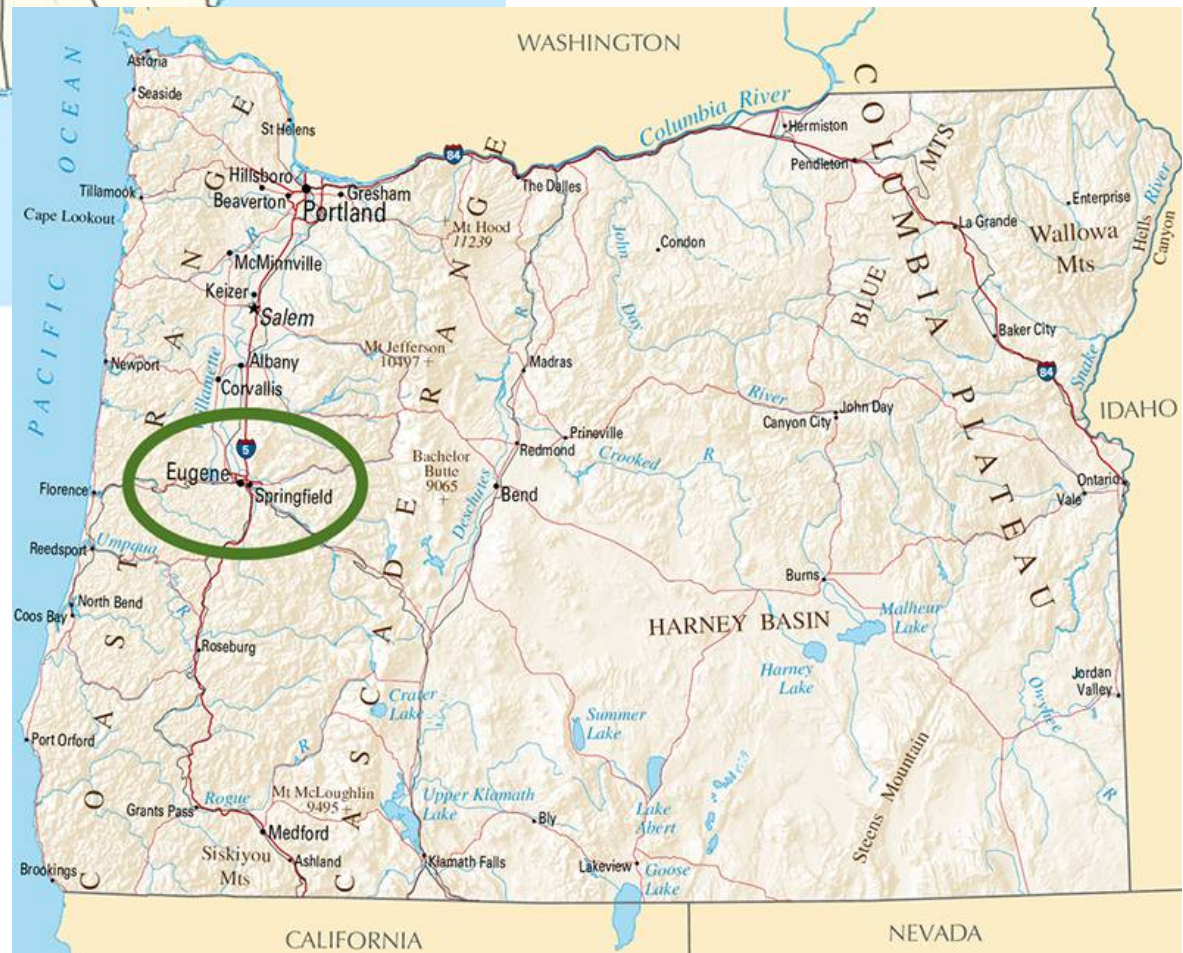 WASHINGTON
PACIFIC OCEAN
Astoria
Seaside
St Helens
Columbia River
Hermiston
Pendleton
84
Hillsboro
Beaverton
Portland
Gresham
The Dalles
Tillamook
Cape Lookout
Mt Hood
11239
John Day
Condon
La Grande
Enterprise
Wallowa
Mts
Hells
Canyon
River
McMinnville
R
Keizer
Salem
BLUE
MTS
COLUMBIA PLATEAU
Baker City
Mt Jefferson
10497
R
Madras
Newport
Albany
Corvallis
Willamette
84
Snake
IDAHO
River
John Day
Canyon City
Prineville
Redmond
Crooked
R
5
Eugene
Springfield
Bachelor
Butte
9065
Deschutes
Bend
Florence
Ontario
Vale
Reedsport
Umpqua
R
Burns
North Bend
Coos Bay
HARNEY BASIN
Malheur
Lake
Harney
Lake
Roseburg
Crater
Lake
Jordan
Valley
Owyhee
R
Summer
Lake
Port Orford
COAST RANGE
CASCADE RANGE
R
Steens Mountain
Mt McLoughlin
9495
Upper Klamath
Lake
Grants Pass
Rogue
Medford
Bly
Lake
Abert
Siskiyou
Mts
Ashland
Klamath Falls
Lakeview
Goose
Lake
Brookings
CALIFORNIA
NEVADA